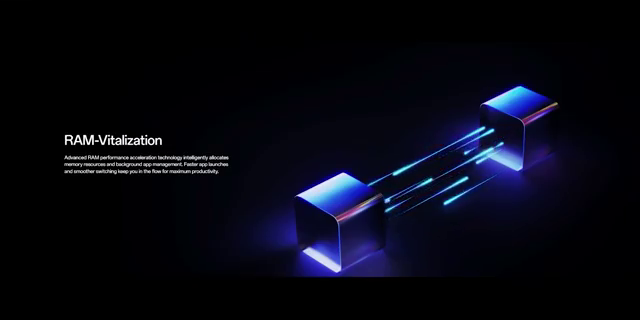 RAM-Vitalization
Advanced RAM performance acceleration technology intelligently allocates
memory resources and background app management. Faster app launches
and smoother switching keep you in the flow for maximum productivity.